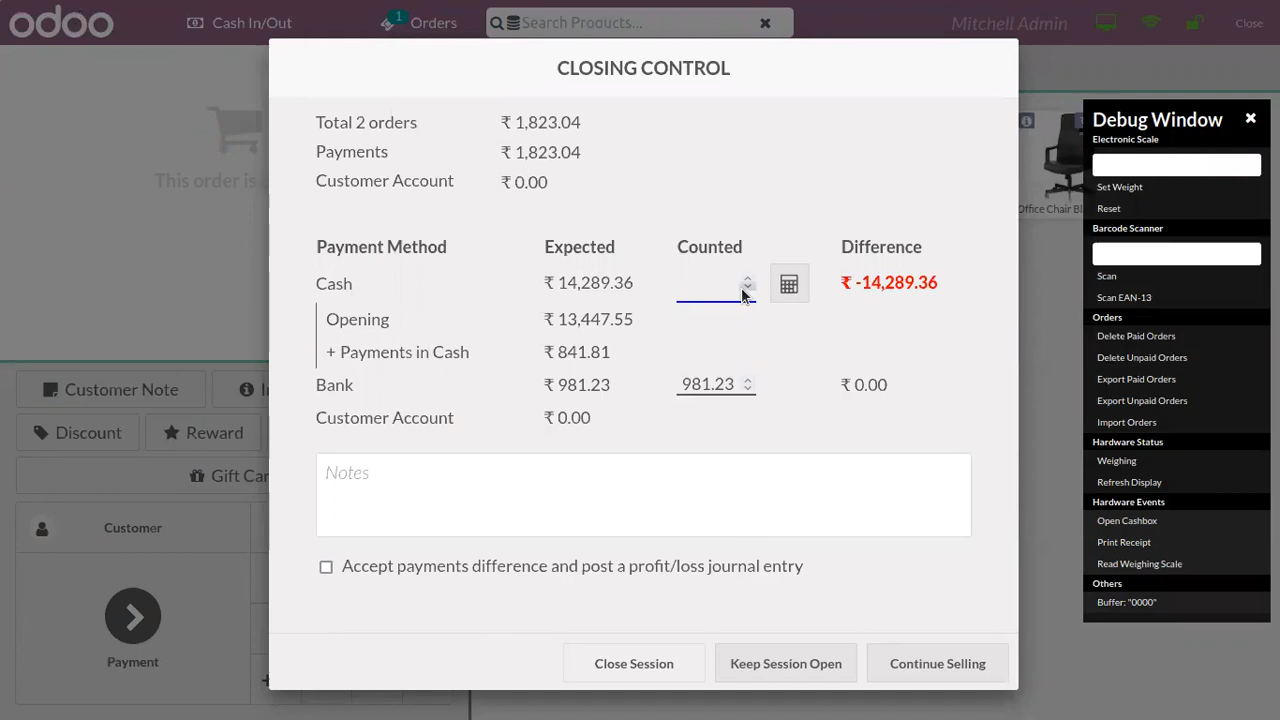 odoo Cash In/Out 1 Orders Search Products... Mitchell Admin Close
CLOSING CONTROL
Total 2 orders ₹ 1,823.04
Payments ₹ 1,823.04
Customer Account ₹ 0.00
Payment Method Expected Counted Difference
Cash ₹ 14,289.36 ₹ -14,289.36
Opening ₹ 13,447.55
+ Payments in Cash ₹ 841.81
Bank ₹ 981.23 981.23 ₹ 0.00
Customer Account ₹ 0.00
Notes
Accept payments difference and post a profit/loss journal entry
Close Session Keep Session Open Continue Selling
This order is
Customer Note
Discount Reward
Gift Car
Customer
Payment
+
Office Chair Bl
Debug Window
Electronic Scale
Set Weight
Reset
Barcode Scanner
Scan
Scan EAN-13
Orders
Delete Paid Orders
Delete Unpaid Orders
Export Paid Orders
Export Unpaid Orders
Import Orders
Hardware Status
Weighing
Refresh Display
Hardware Events
Open Cashbox
Print Receipt
Read Weighing Scale
Others
Buffer: "0000"